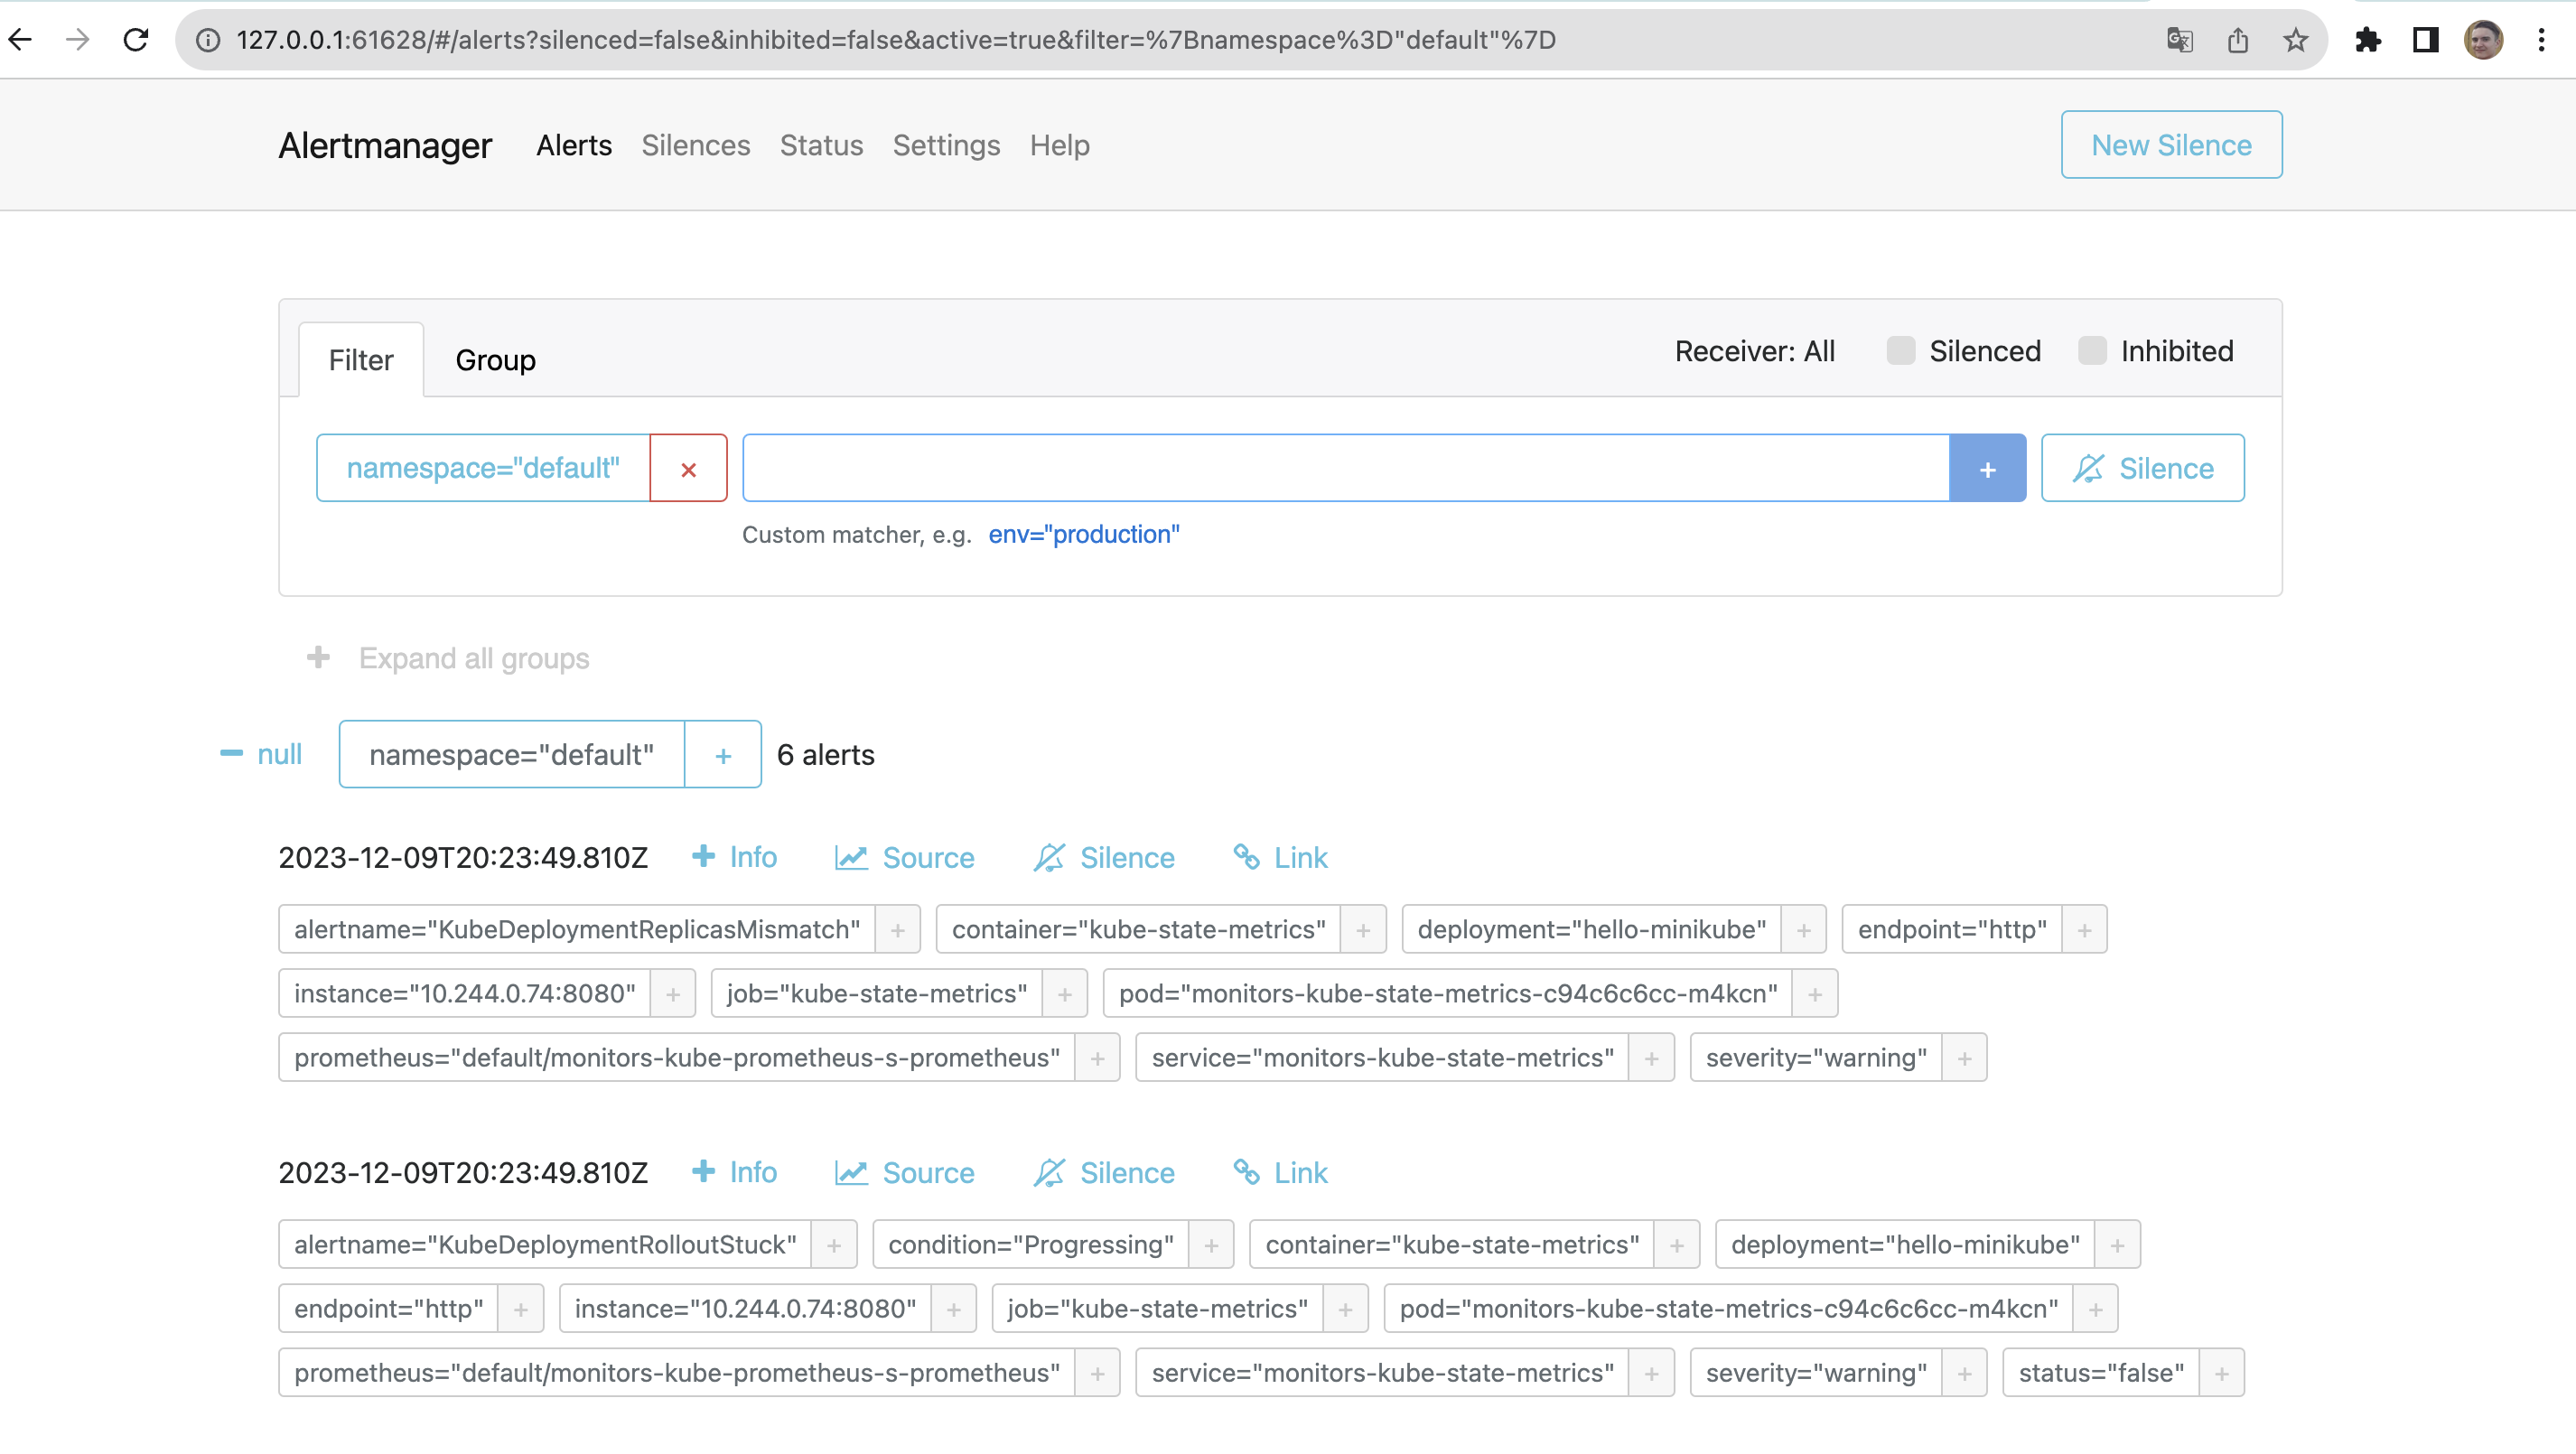 127.0.0.1:61628/#/alerts?silenced=false&inhibited=false&active=true&filter=%7Bnamespace%3D"default"%7D
Alertmanager Alerts Silences Status Settings Help New Silence
Filter Group Receiver: All Silenced Inhibited
namespace="default" × + Silence
Custom matcher, e.g. env="production"
+ Expand all groups
− null namespace="default" + 6 alerts
2023-12-09T20:23:49.810Z + Info Source Silence Link
alertname="KubeDeploymentReplicasMismatch" + container="kube-state-metrics" + deployment="hello-minikube" + endpoint="http" +
instance="10.244.0.74:8080" + job="kube-state-metrics" + pod="monitors-kube-state-metrics-c94c6c6cc-m4kcn" +
prometheus="default/monitors-kube-prometheus-s-prometheus" + service="monitors-kube-state-metrics" + severity="warning" +
2023-12-09T20:23:49.810Z + Info Source Silence Link
alertname="KubeDeploymentRolloutStuck" + condition="Progressing" + container="kube-state-metrics" + deployment="hello-minikube" +
endpoint="http" + instance="10.244.0.74:8080" + job="kube-state-metrics" + pod="monitors-kube-state-metrics-c94c6c6cc-m4kcn" +
prometheus="default/monitors-kube-prometheus-s-prometheus" + service="monitors-kube-state-metrics" + severity="warning" + status="false" +